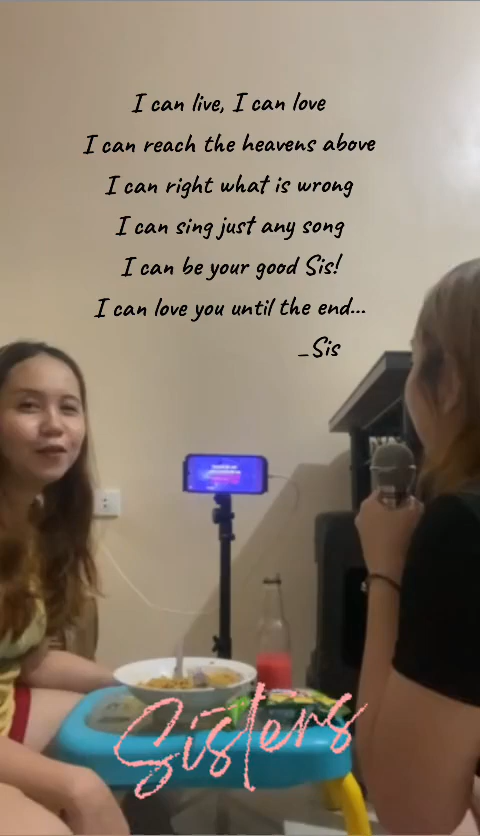 I can live, I can love
I can reach the heavens above
I can right what is wrong
I can sing just any song
I can be your good Sis!
I can love you until the end...
_Sis
Sisters